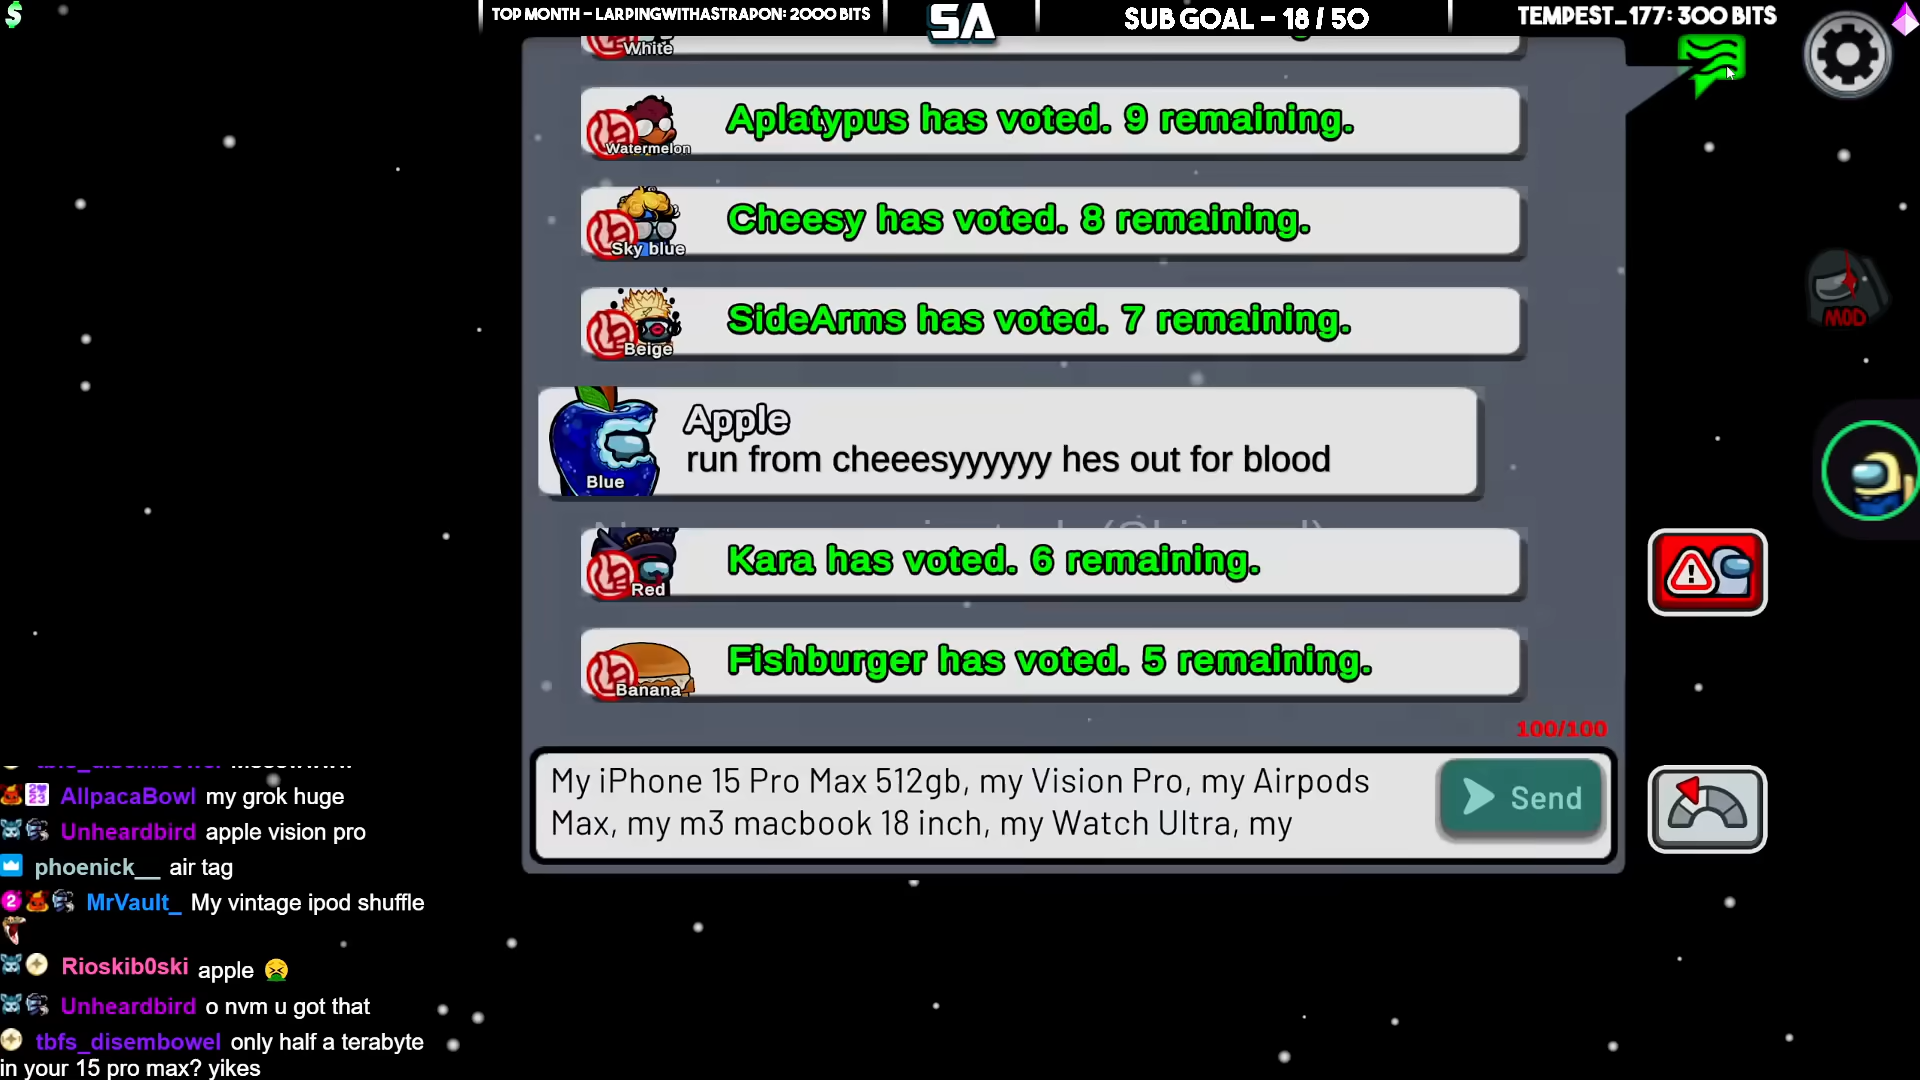 TOP MONTH - LARPINGWITHASTRAPON: 2000 BITS
SA
SUB GOAL - 18 / 50
TEMPEST_177: 300 BITS
White
Aplatypus has voted. 9 remaining.
Watermelon
Cheesy has voted. 8 remaining.
Sky blue
SideArms has voted. 7 remaining.
Beige
MOD
Apple
run from cheeesyyyyyy hes out for blood
Blue
Kara has voted. 6 remaining.
Red
Fishburger has voted. 5 remaining.
Banana
100/100
My iPhone 15 Pro Max 512gb, my Vision Pro, my Airpods
Max, my m3 macbook 18 inch, my Watch Ultra, my
Send
AllpacaBowl my grok huge
Unheardbird apple vision pro
phoenick__ air tag
MrVault_ My vintage ipod shuffle
Rioskib0ski apple 🤮
Unheardbird o nvm u got that
tbfs_disembowel only half a terabyte
in your 15 pro max? yikes